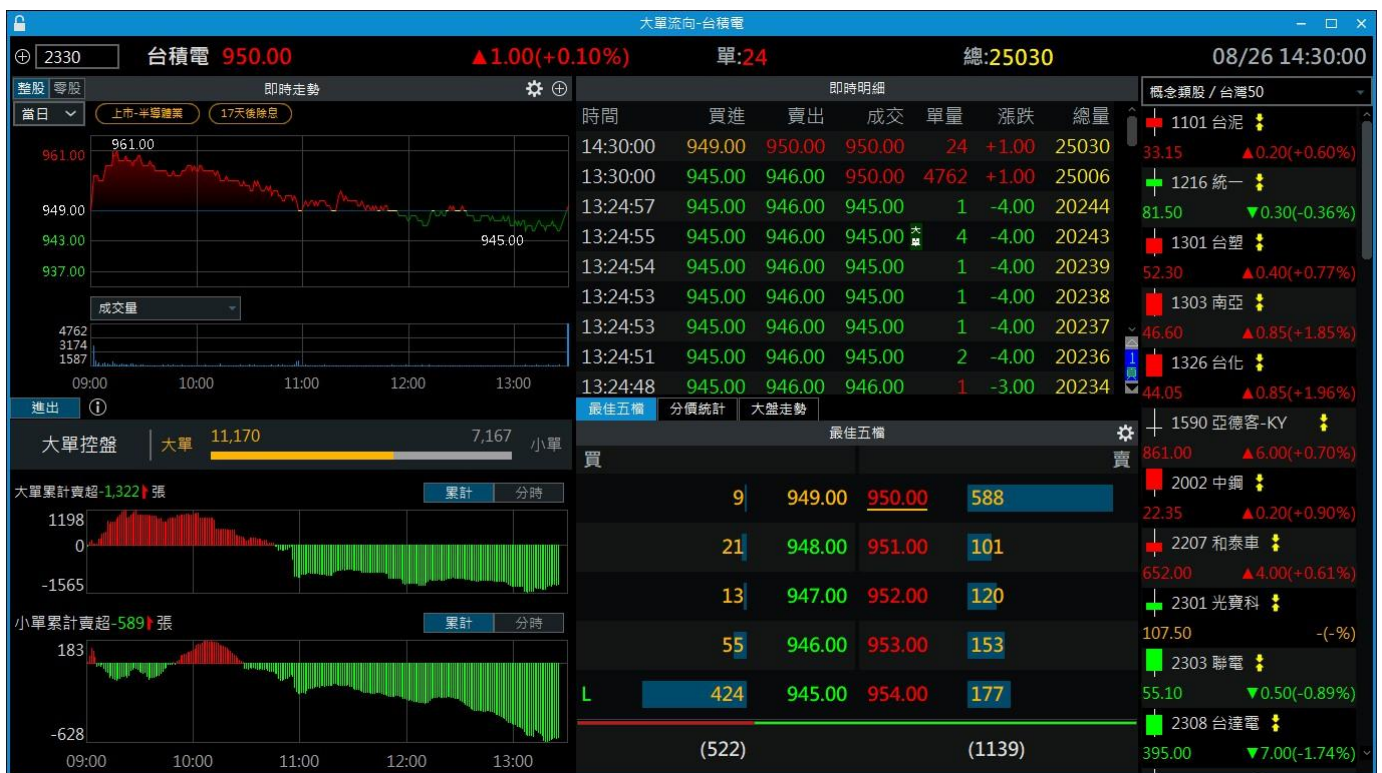 大單流向-台積電
2330 台積電 950.00 ▲1.00(+0.10%) 單:24 總:25030 08/26 14:30:00
整股 零股 即時走勢
當日 上市-半導體業 17天後除息
961.00
961.00
949.00
943.00
945.00
937.00
成交量
4762
3174
1587
09:00 10:00 11:00 12:00 13:00
進出
大單控盤 大單 11,170 7,167 小單
大單累計賣超-1,322 張 累計 分時
1198
0
-1565
小單累計賣超-589 張 累計 分時
183
-628
09:00 10:00 11:00 12:00 13:00
即時明細
時間 買進 賣出 成交 單量 漲跌 總量
14:30:00 949.00 950.00 950.00 24 +1.00 25030
13:30:00 945.00 946.00 950.00 4762 +1.00 25006
13:24:57 945.00 946.00 945.00 1 -4.00 20244
13:24:55 945.00 946.00 945.00 大單 4 -4.00 20243
13:24:54 945.00 946.00 945.00 1 -4.00 20239
13:24:53 945.00 946.00 945.00 1 -4.00 20238
13:24:53 945.00 946.00 945.00 1 -4.00 20237
13:24:51 945.00 946.00 945.00 2 -4.00 20236
13:24:48 945.00 946.00 946.00 1 -3.00 20234
1頁
最佳五檔 分價統計 大盤走勢
最佳五檔
買 賣
9 949.00 950.00 588
21 948.00 951.00 101
13 947.00 952.00 120
55 946.00 953.00 153
L 424 945.00 954.00 177
(522) (1139)
概念類股 / 台灣50
1101 台泥
33.15 ▲0.20(+0.60%)
1216 統一
81.50 ▼0.30(-0.36%)
1301 台塑
52.30 ▲0.40(+0.77%)
1303 南亞
46.60 ▲0.85(+1.85%)
1326 台化
44.05 ▲0.85(+1.96%)
1590 亞德客-KY
861.00 ▲6.00(+0.70%)
2002 中鋼
22.35 ▲0.20(+0.90%)
2207 和泰車
652.00 ▲4.00(+0.61%)
2301 光寶科
107.50 -(-%)
2303 聯電
55.10 ▼0.50(-0.89%)
2308 台達電
395.00 ▼7.00(-1.74%)